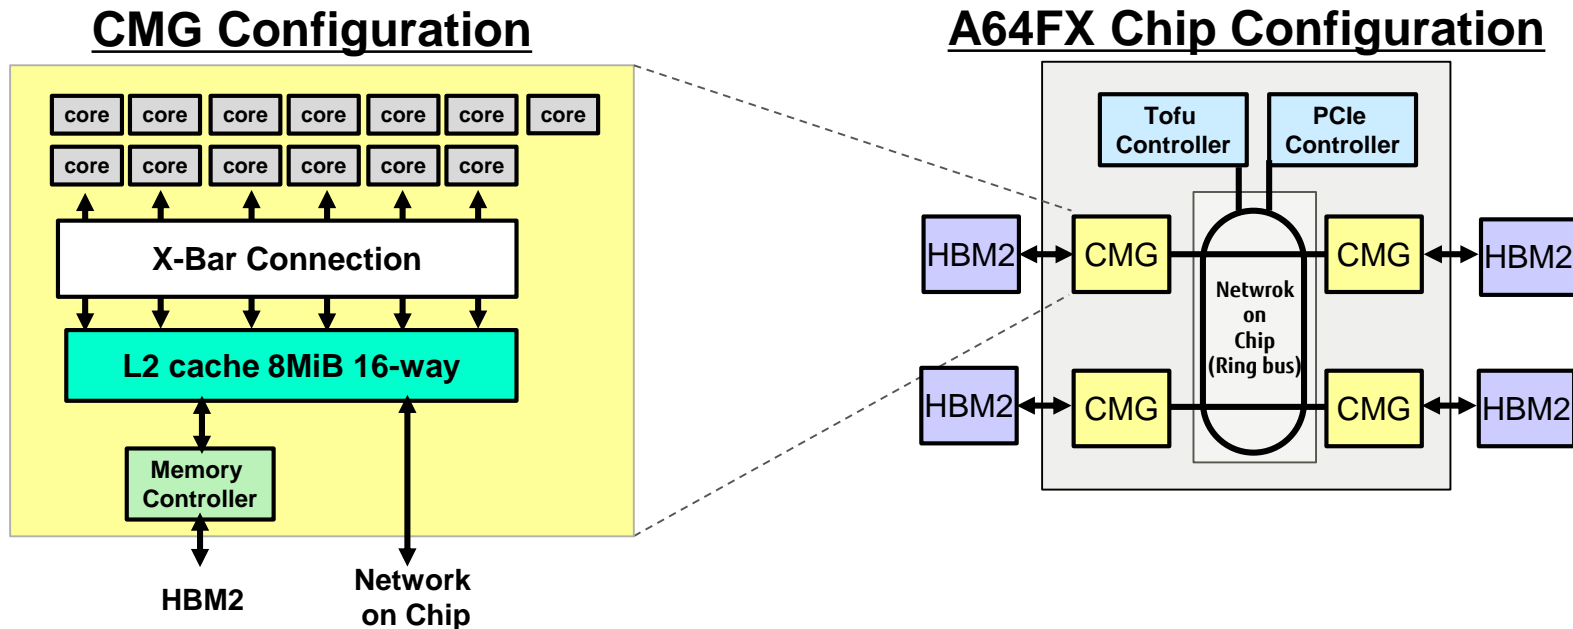 CMG Configuration
core core core core core core core
core core core core core core
X-Bar Connection
L2 cache 8MiB 16-way
Memory
Controller
HBM2
Network
on Chip
A64FX Chip Configuration
Tofu
Controller
PCIe
Controller
HBM2
CMG
CMG
HBM2
Netwrok
on
Chip
(Ring bus)
HBM2
CMG
CMG
HBM2